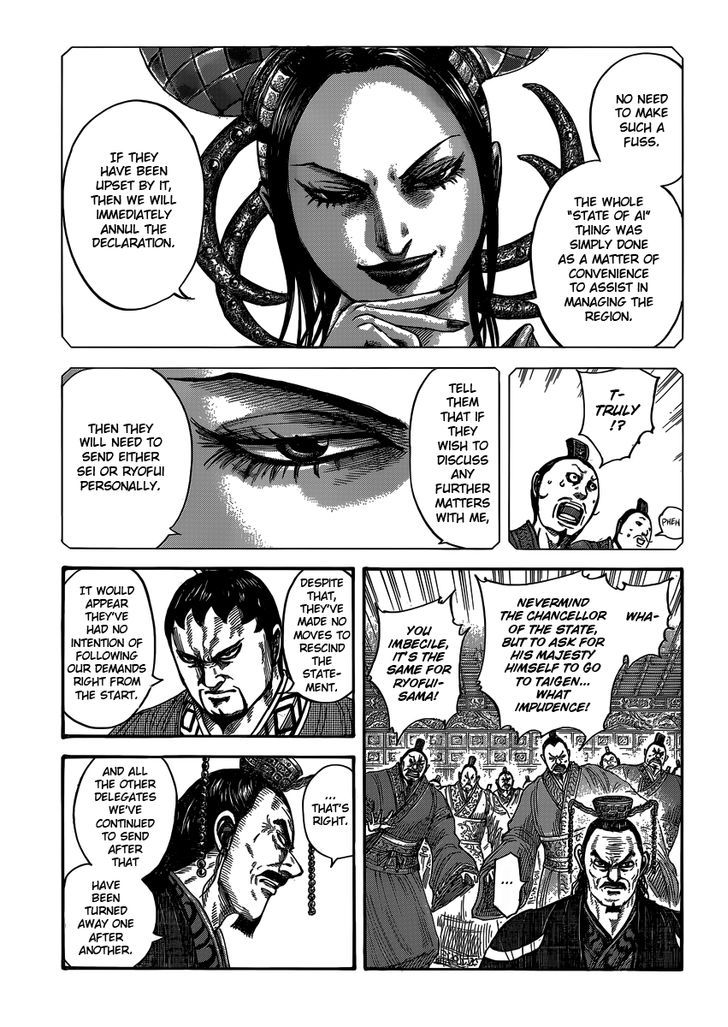 NO NEED
TO MAKE
SUCH A
FUSS.
THE WHOLE
"STATE OF AI"
THING WAS
SIMPLY DONE
AS A MATTER OF
CONVENIENCE
TO ASSIST IN
MANAGING THE
REGION.
IF THEY
HAVE BEEN
UPSET BY IT,
THEN WE WILL
IMMEDIATELY
ANNUL THE
DECLARATION.
T-
TRULY
!?
PHEH
TELL
THEM
THAT IF
THEY
WISH TO
DISCUSS
ANY
FURTHER
MATTERS
WITH ME,
THEN THEY
WILL NEED TO
SEND EITHER
SEI OR RYOFUI
PERSONALLY.
WHA-
NEVERMIND
THE CHANCELLOR
OF THE STATE,
BUT TO ASK FOR
HIS MAJESTY
HIMSELF TO GO
TO TAIGEN...
WHAT
IMPUDENCE!
YOU
IMBECILE,
IT'S THE
SAME FOR
RYOFUI-
SAMA!
...
DESPITE
THAT,
THEY'VE
MADE NO
MOVES TO
RESCIND
THE
STATE-
MENT.
IT WOULD
APPEAR
THEY'VE
HAD NO
INTENTION OF
FOLLOWING
OUR DEMANDS
RIGHT FROM
THE START.
...
THAT'S
RIGHT.
AND ALL
THE OTHER
DELEGATES
WE'VE
CONTINUED
TO SEND
AFTER
THAT
HAVE
BEEN
TURNED
AWAY ONE
AFTER
ANOTHER.